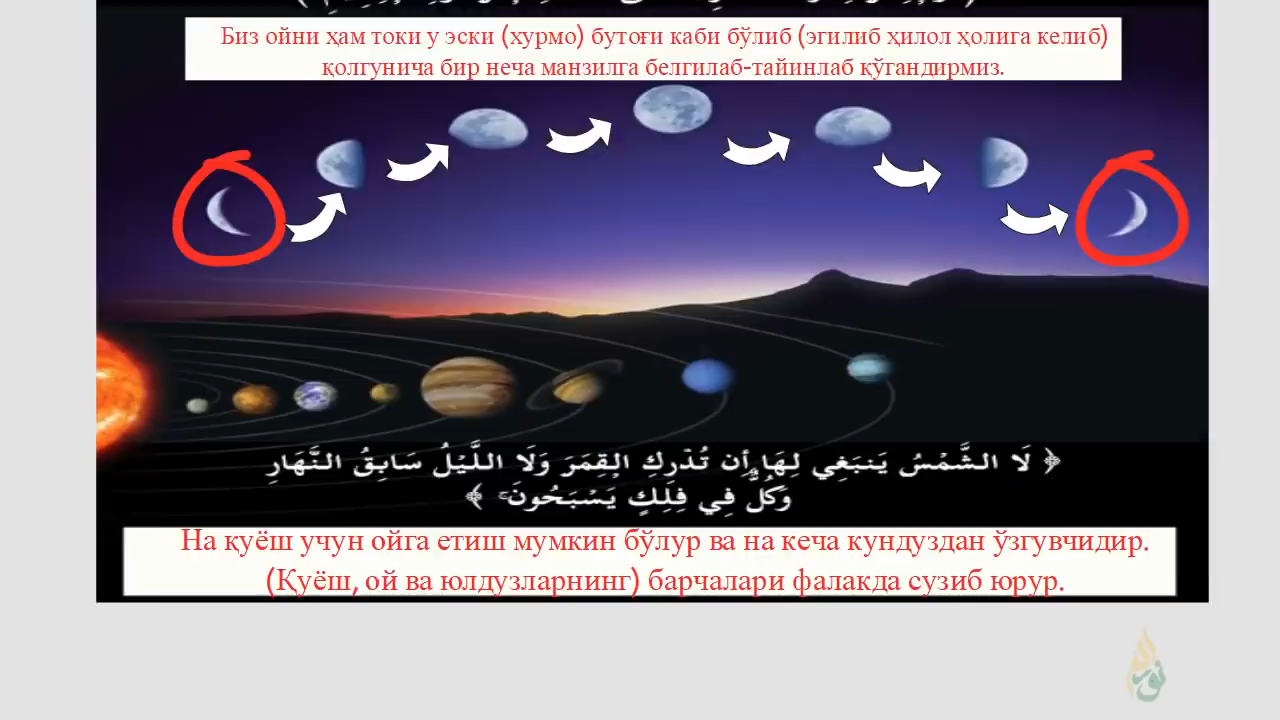 Биз ойни ҳам токи у эски (хурмо) бутоғи каби бўлиб (эгилиб ҳилол ҳолига келиб)
қолгунича бир неча манзилга белгилаб-тайинлаб қўгандирмиз.
﴿ لَا الشَّمْسُ يَنبَغِي لَهَا أَن تُدْرِكَ الْقَمَرَ وَلَا اللَّيْلُ سَابِقُ النَّهَارِ
وَكُلٌّ فِي فَلَكٍ يَسْبَحُونَ ﴾
На қуёш учун ойга етиш мумкин бўлур ва на кеча кундуздан ўзгувчидир.
(Қуёш, ой ва юлдузларнинг) барчалари фалакда сузиб юрур.